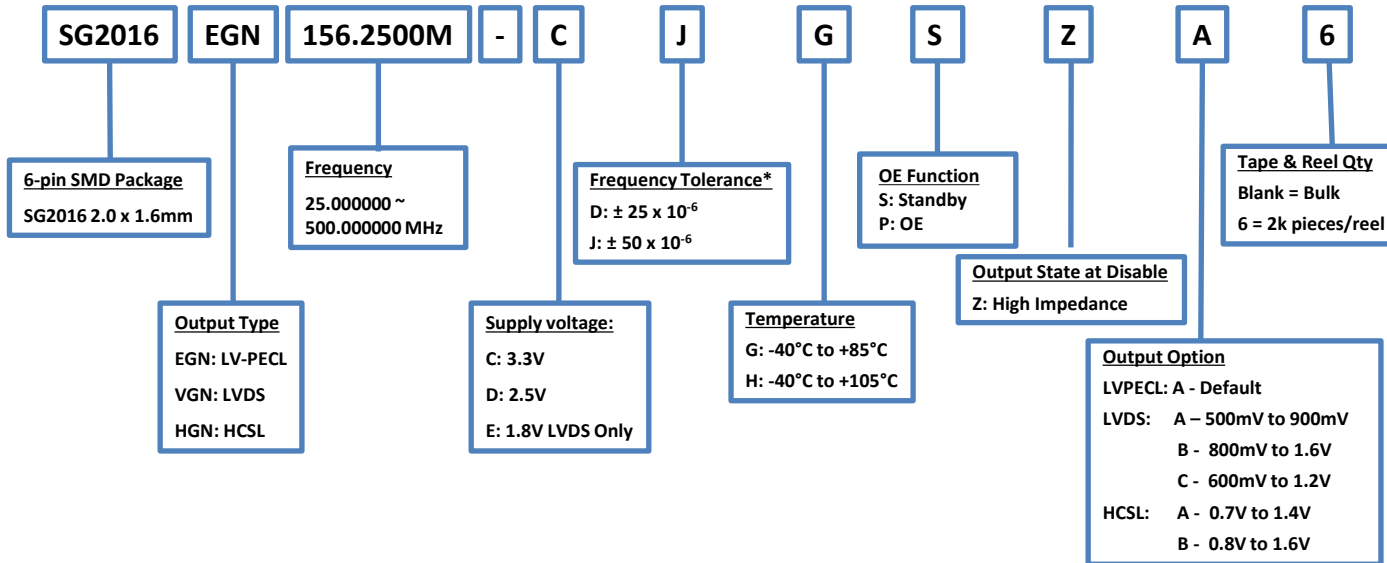 SG2016 EGN 156.2500M - C J G S Z A 6
6-pin SMD Package
SG2016 2.0 x 1.6mm
Frequency
25.000000 ~
500.000000 MHz
Frequency Tolerance*
D: ± 25 x 10⁻⁶
J: ± 50 x 10⁻⁶
OE Function
S: Standby
P: OE
Tape & Reel Qty
Blank = Bulk
6 = 2k pieces/reel
Output Type
EGN: LV-PECL
VGN: LVDS
HGN: HCSL
Supply voltage:
C: 3.3V
D: 2.5V
E: 1.8V LVDS Only
Temperature
G: -40°C to +85°C
H: -40°C to +105°C
Output State at Disable
Z: High Impedance
Output Option
LVPECL: A - Default
LVDS: A – 500mV to 900mV
B - 800mV to 1.6V
C - 600mV to 1.2V
HCSL: A - 0.7V to 1.4V
B - 0.8V to 1.6V